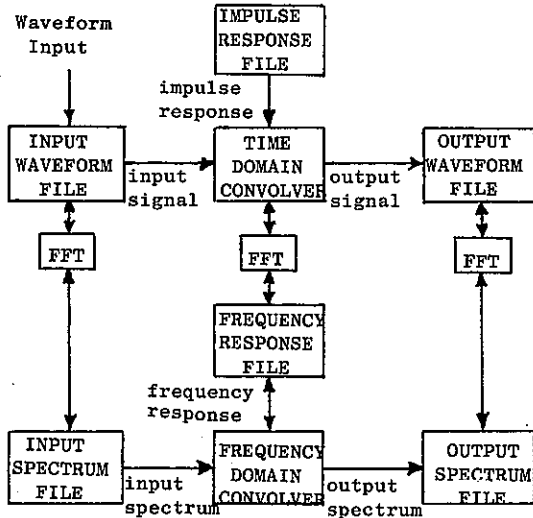 Waveform
Input
IMPULSE
RESPONSE
FILE
impulse
response
INPUT
WAVEFORM
FILE
input
signal
TIME
DOMAIN
CONVOLVER
output
signal
OUTPUT
WAVEFORM
FILE
FFT
FFT
FFT
FREQUENCY
RESPONSE
FILE
frequency
response
INPUT
SPECTRUM
FILE
input
spectrum
FREQUENCY
DOMAIN
CONVOLVER
output
spectrum
OUTPUT
SPECTRUM
FILE